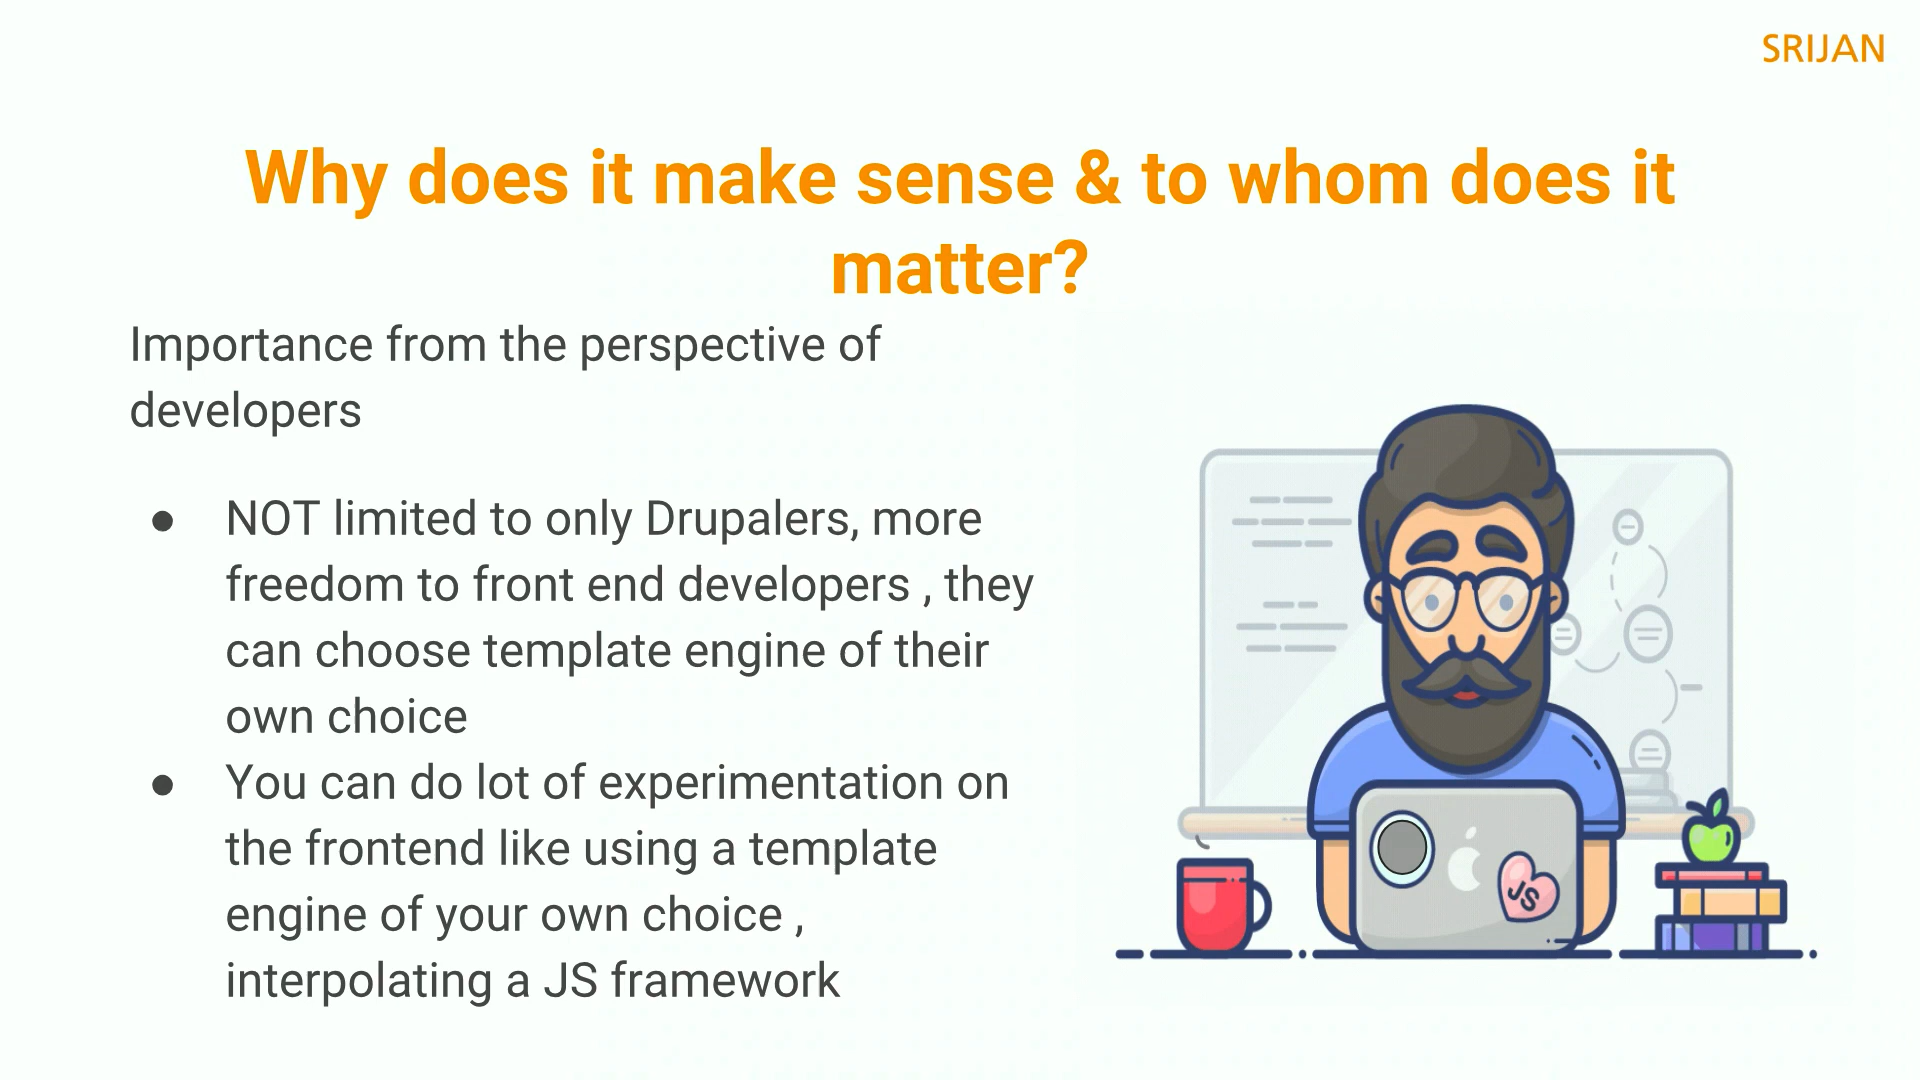 SRIJAN
Why does it make sense & to whom does it
matter?
Importance from the perspective of
developers
● NOT limited to only Drupalers, more
freedom to front end developers , they
can choose template engine of their
own choice
● You can do lot of experimentation on
the frontend like using a template
engine of your own choice ,
interpolating a JS framework
JS